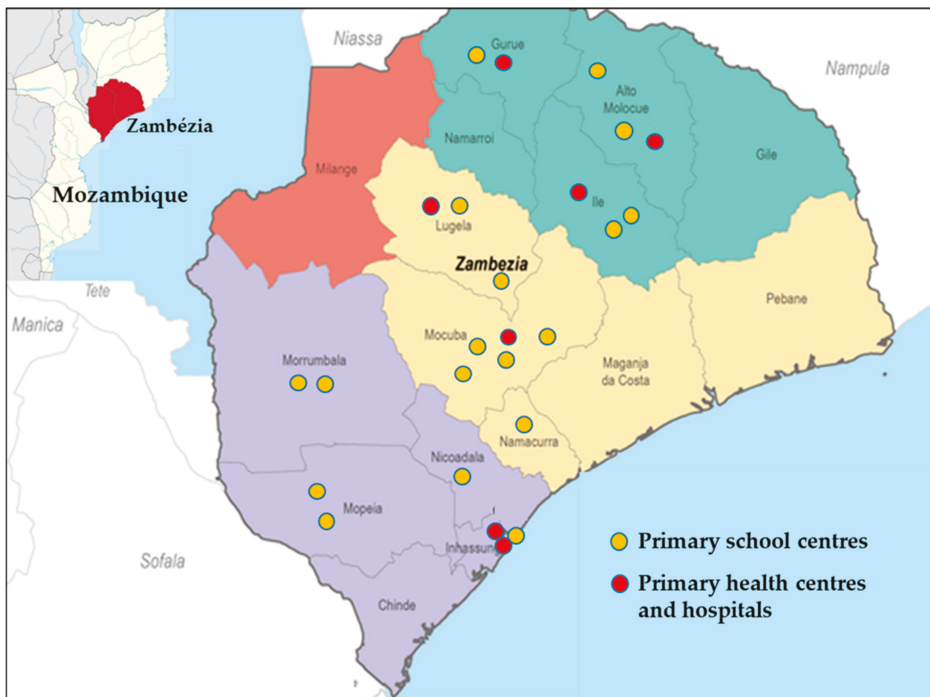 Niassa
Nampula
Gurue
Alto
Molocue
Namarroi
Gile
Zambézia
Mozambique
Milange
Ile
Lugela
Zambezia
Tete
Manica
Pebane
Mocuba
Morrumbala
Maganja
da Costa
Namacurra
Nicoadala
Mopeia
Sofala
Chinde
Primary school centres
Primary health centres
and hospitals